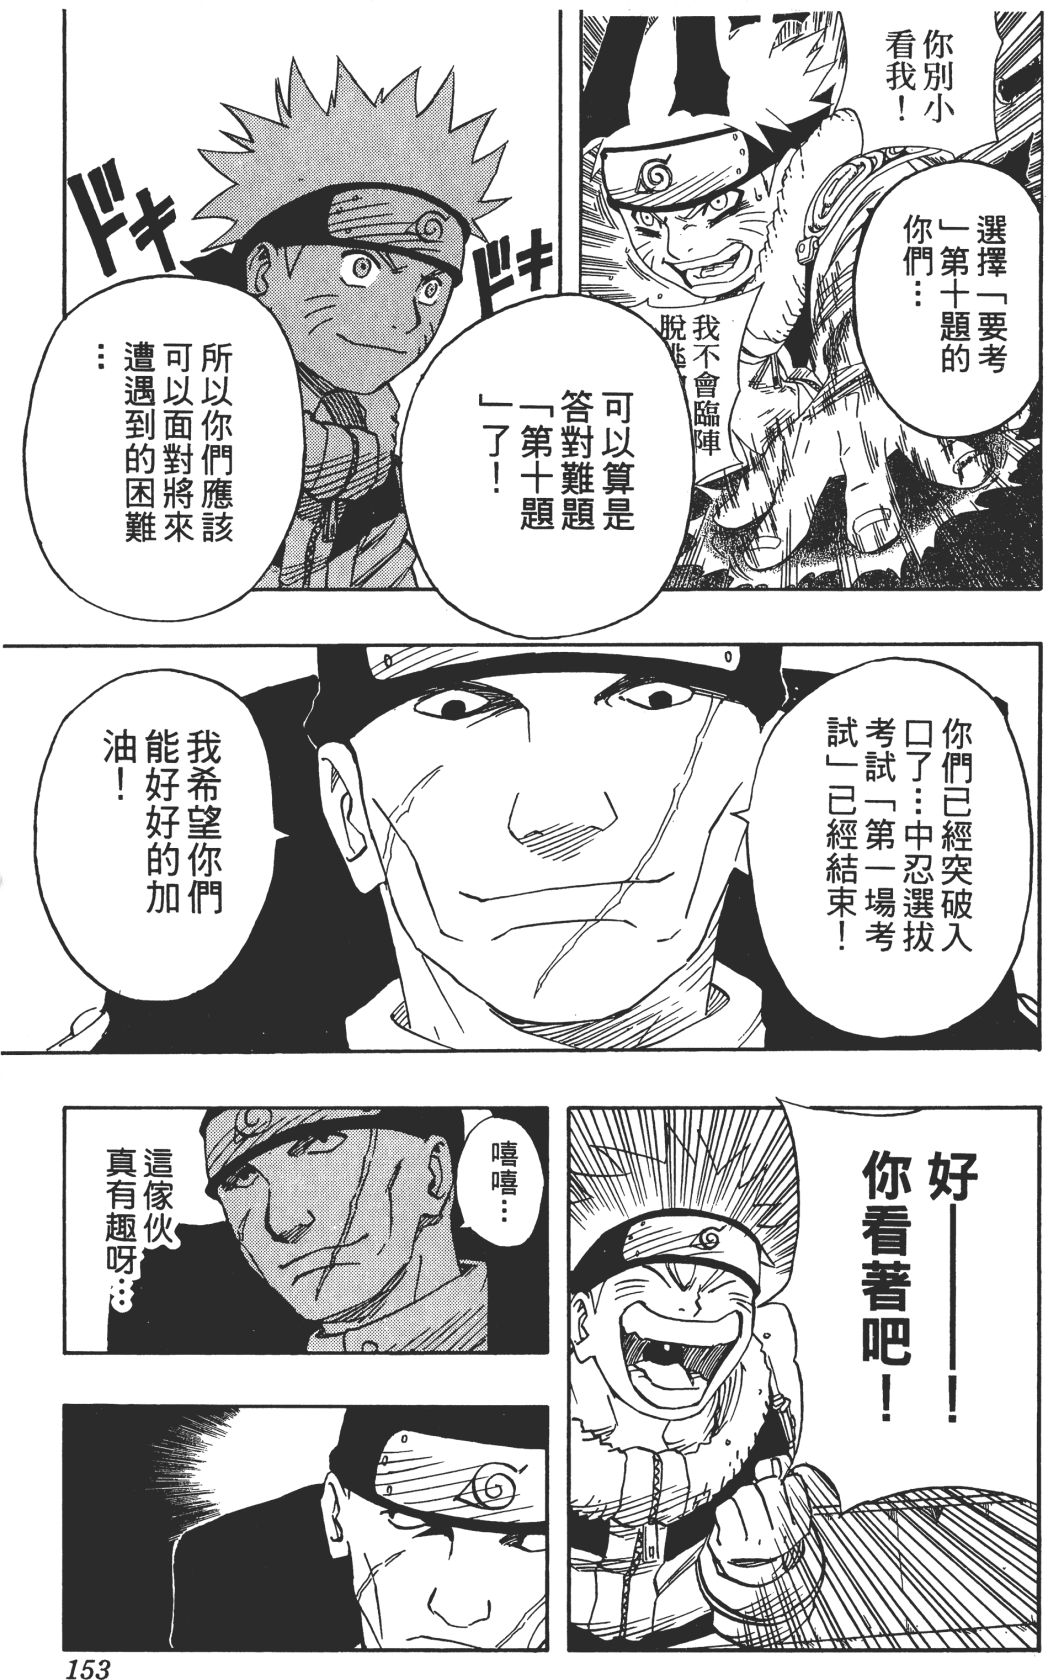 你別小
看我！
選擇「要考
」第十題的
你們…
我不會臨陣
脫逃
可以算是
答對難題
「第十題
」了！
ドキ
ドキ
所以你們應該
可以面對將來
遭遇到的困難
…
你們已經突破入
口了…中忍選拔
考試「第一場考
試」已經結束！
我希望你們
能好好的加
油！
好──！
你看著吧！
嘻嘻…
這傢伙
真有趣呀…
153